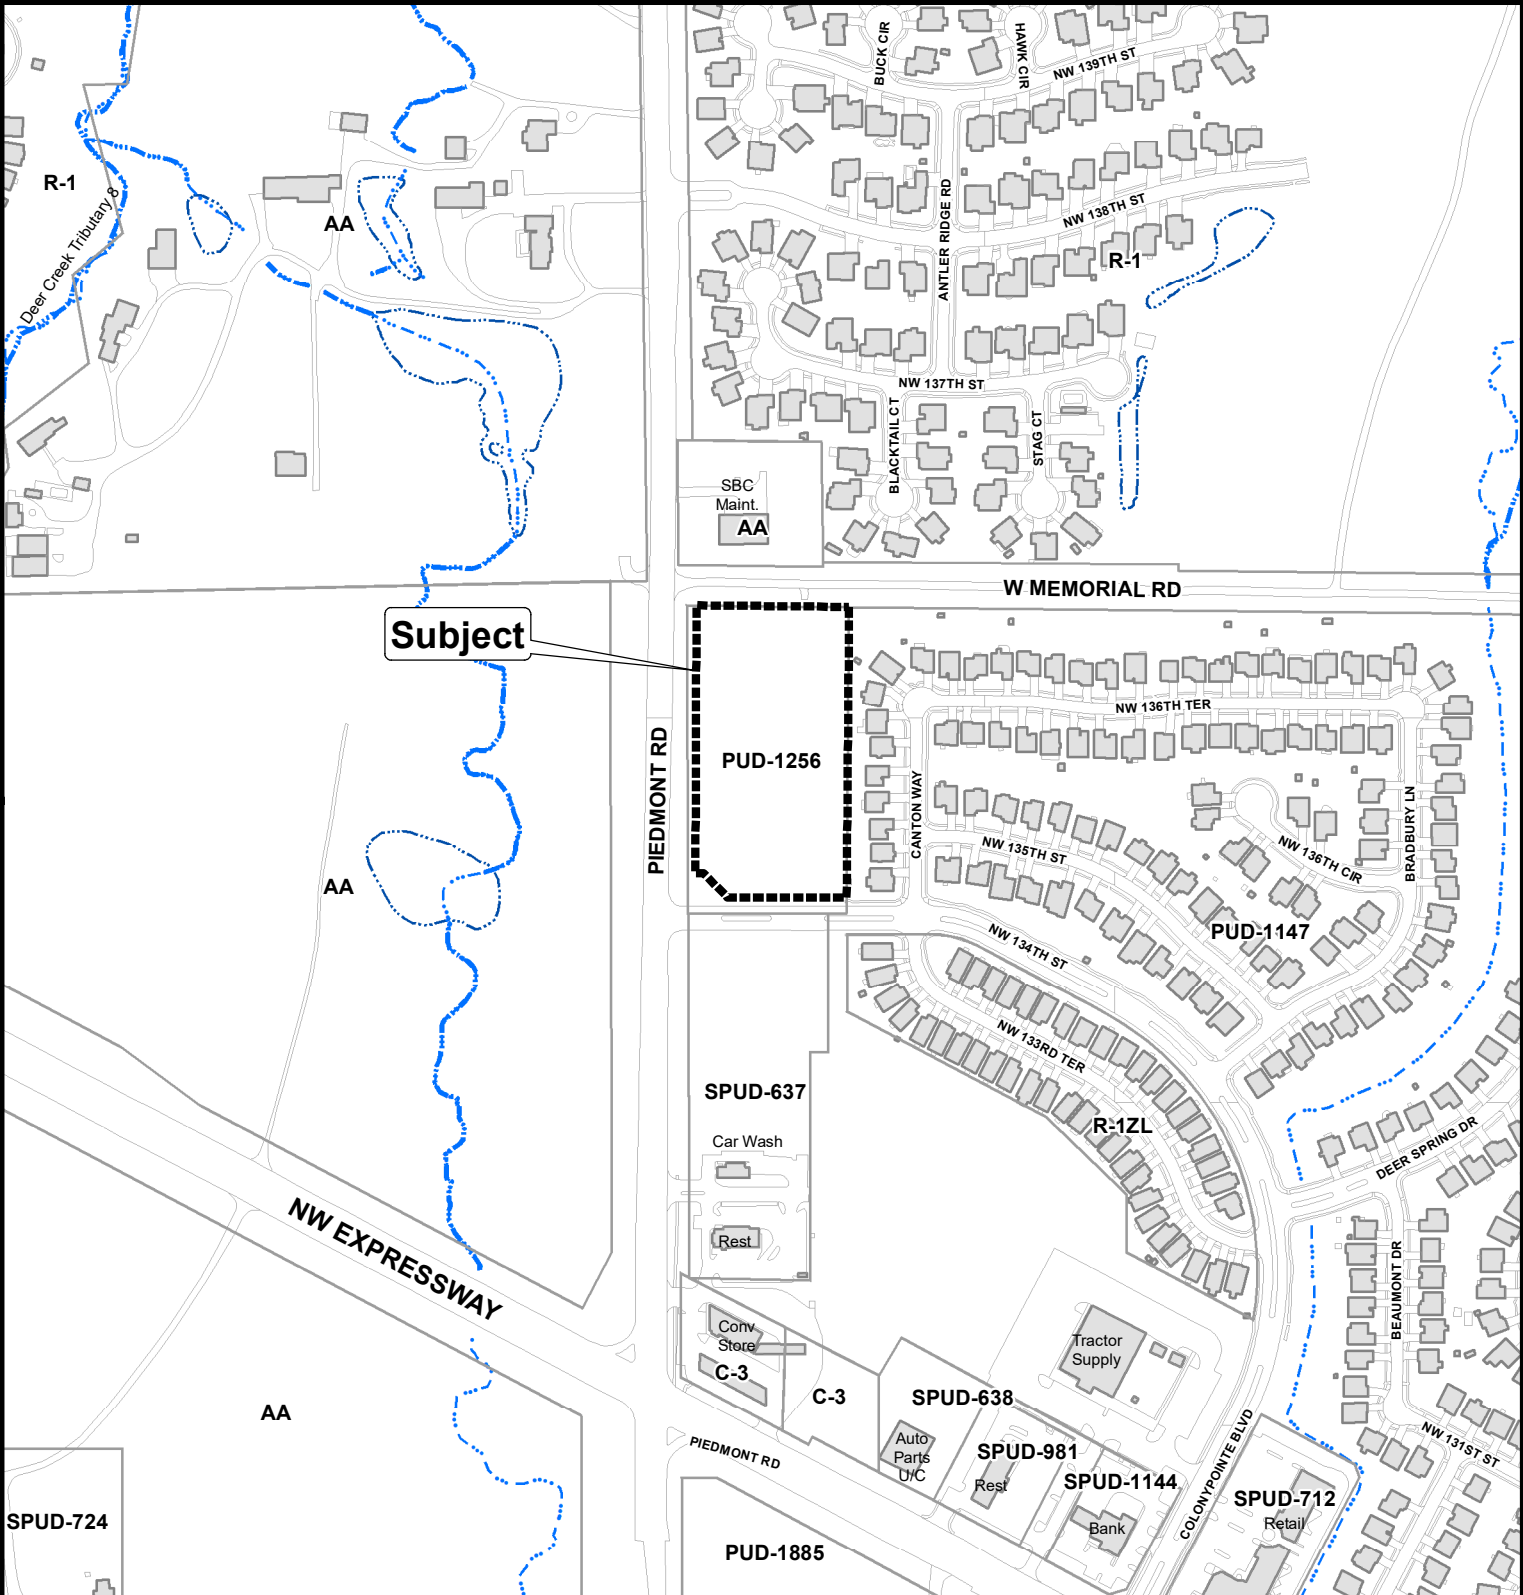 BUCK CIR
HAWK CIR
NW 139TH ST
R-1
Deer Creek Tributary 8
AA
ANTLER RIDGE RD
NW 138TH ST
R-1
NW 137TH ST
BLACKTAIL CT
STAG CT
SBC
Maint.
AA
W MEMORIAL RD
Subject
PIEDMONT RD
PUD-1256
NW 136TH TER
CANTON WAY
NW 135TH ST
NW 136TH CIR
BRADBURY LN
AA
PUD-1147
NW 134TH ST
NW 133RD TER
SPUD-637
R-1ZL
Car Wash
DEER SPRING DR
Rest
NW EXPRESSWAY
BEAUMONT DR
Conv
Store
C-3
C-3
Tractor
Supply
SPUD-638
AA
Auto
Parts
U/C
SPUD-981
Rest
PIEDMONT RD
SPUD-1144
Bank
COLONYPOINTE BLVD
NW 131ST ST
SPUD-712
Retail
SPUD-724
PUD-1885